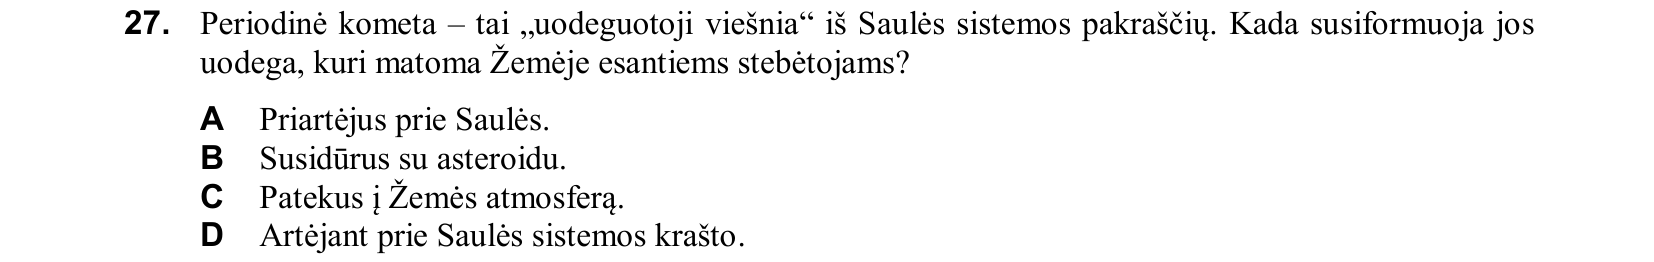 27. Periodinė kometa – tai „uodeguotoji viešnia“ iš Saulės sistemos pakraščių. Kada susiformuoja jos
uodega, kuri matoma Žemėje esantiems stebėtojams?
A Priartėjus prie Saulės.
B Susidūrus su asteroidu.
C Patekus į Žemės atmosferą.
D Artėjant prie Saulės sistemos krašto.